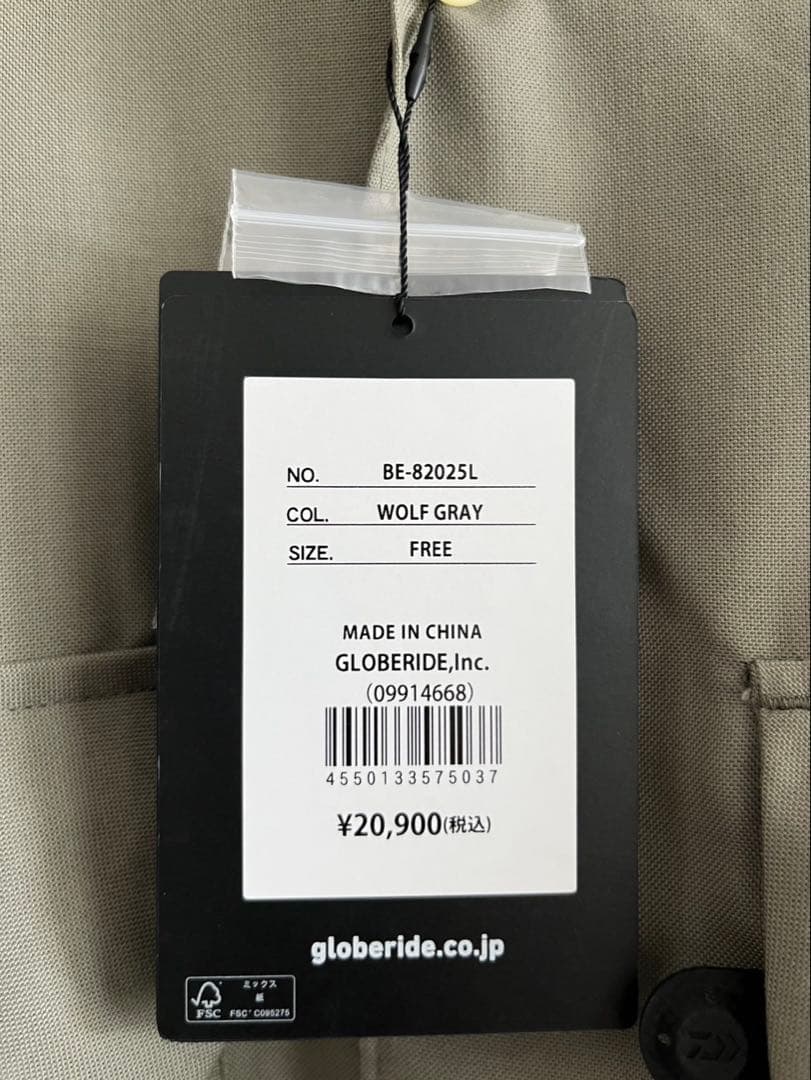 NO. BE-82025L
COL. WOLF GRAY
SIZE. FREE
MADE IN CHINA
GLOBERIDE,Inc.
(09914668)
4550133575037
¥20,900(税込)
globeride.co.jp
ミックス
紙
FSC FSC® C095275